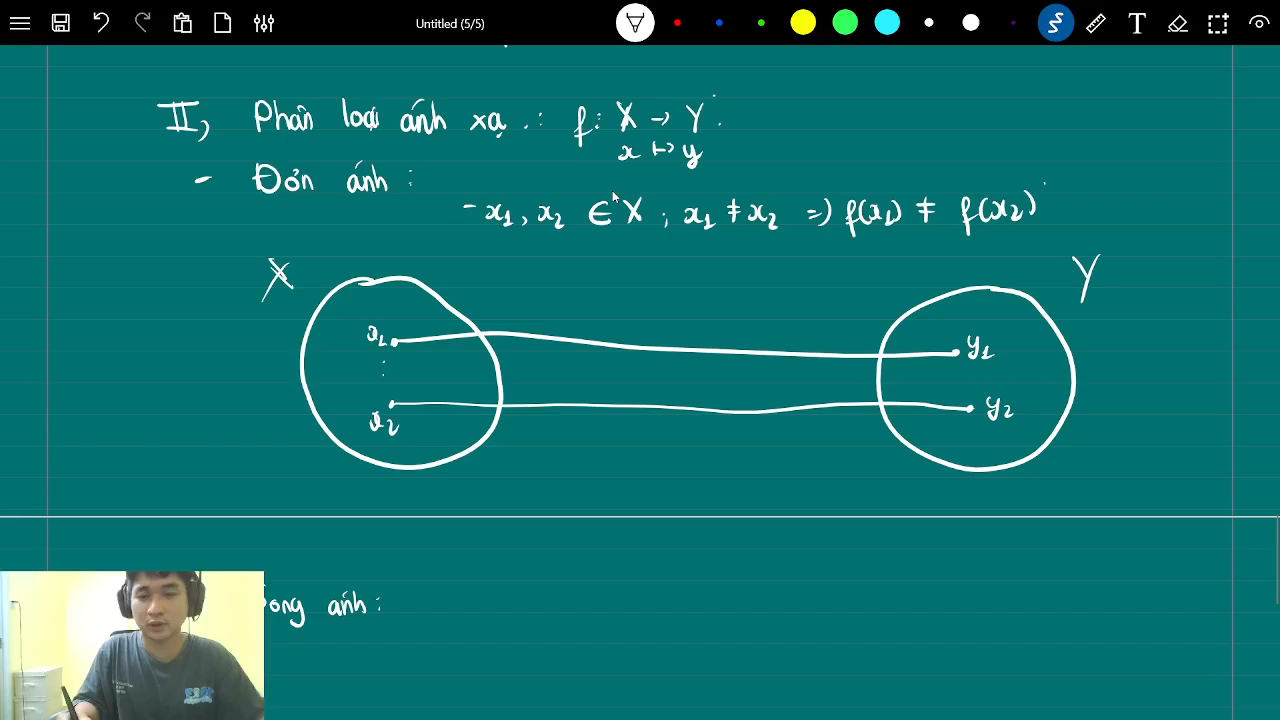 Untitled (5/5)
II, Phân loại ánh xạ : f: X → Y
x ↦ y
- Đơn ánh :
- x₁, x₂ ∈ X ; x₁ ≠ x₂ => f(x₁) ≠ f(x₂)
X Y
x₁ y₁
x₂ y₂
ong ánh :